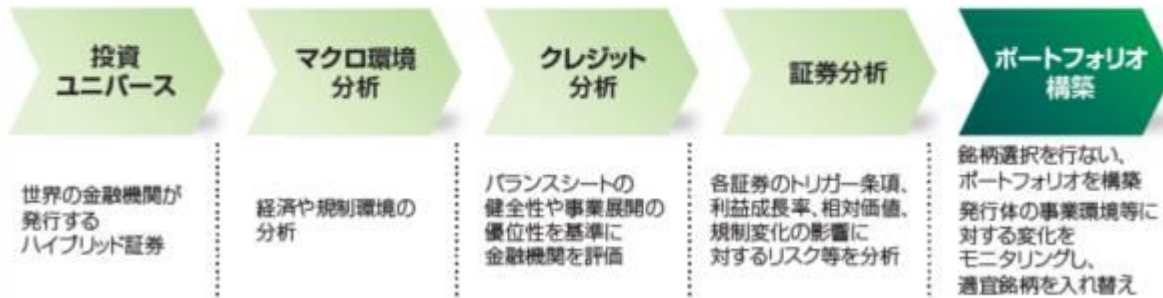 投資
ユニバース
世界の金融機関が
発行する
ハイブリッド証券
マクロ環境
分析
経済や規制環境の
分析
クレジット
分析
バランスシートの
健全性や事業展開の
優位性を基準に
金融機関を評価
証券分析
各証券のトリガー条項、
利益成長率、相対価値、
規制変化の影響に
対するリスク等を分析
ポートフォリオ
構築
銘柄選択を行ない、
ポートフォリオを構築
発行体の事業環境等に
対する変化を
モニタリングし、
適宜銘柄を入れ替え